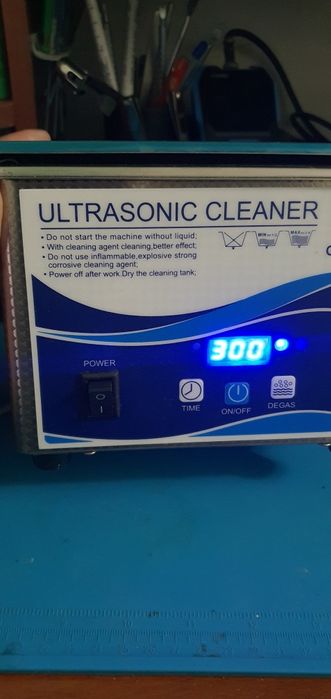 ULTRASONIC CLEANER
• Do not start the machine without liquid;
• With cleaning agent cleaning,better effect;
• Do not use inflammable,explosive strong
corrosive cleaning agent;
• Power off after work.Dry the cleaning tank;
MIN
MAX
300
POWER
O
I
TIME
ON/OFF
DEGAS